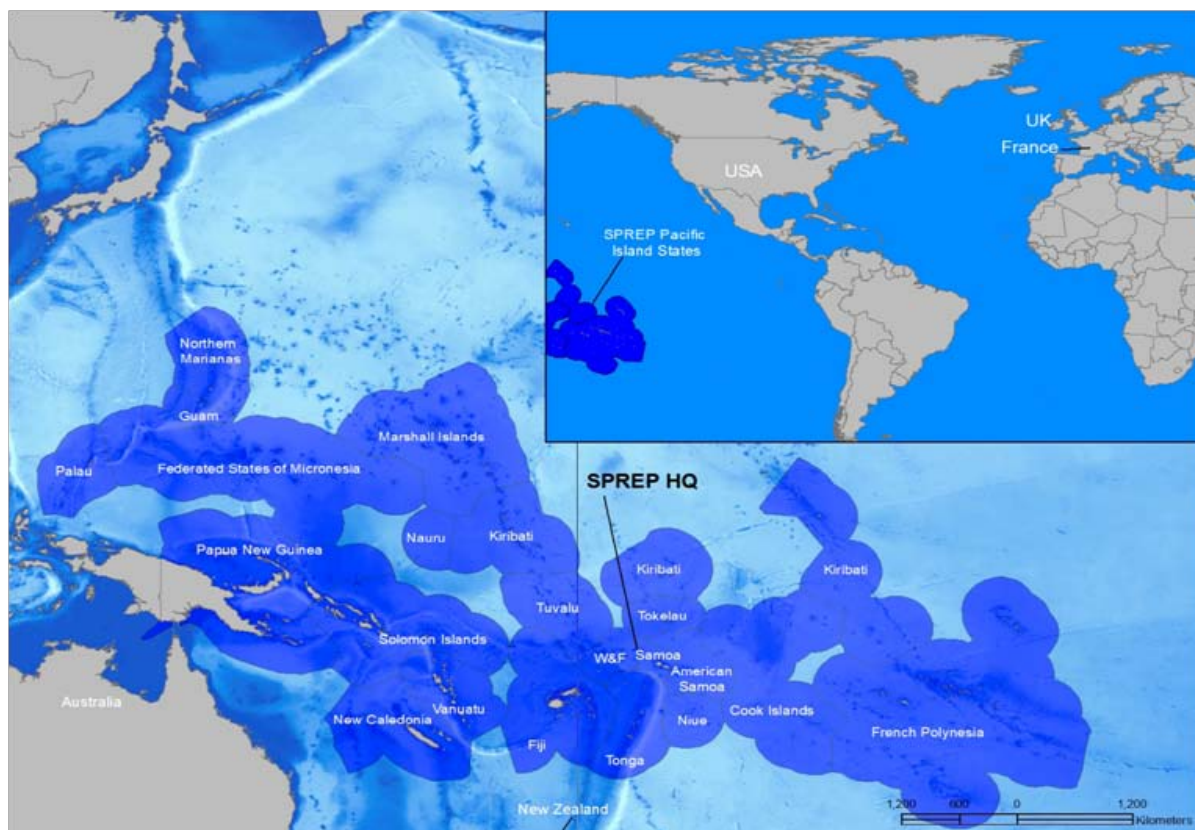 UK
France
USA
SPREP Pacific
Island States
Northern
Marianas
Guam
Marshall Islands
Palau
Federated States of Micronesia
SPREP HQ
Nauru
Kiribati
Papua New Guinea
Kiribati
Kiribati
Tuvalu
Tokelau
Solomon Islands
W&F
Samoa
American
Samoa
Australia
New Caledonia
Vanuatu
Niue
Cook Islands
Fiji
Tonga
French Polynesia
New Zealand
1,200 600 0 1,200
Kilometers